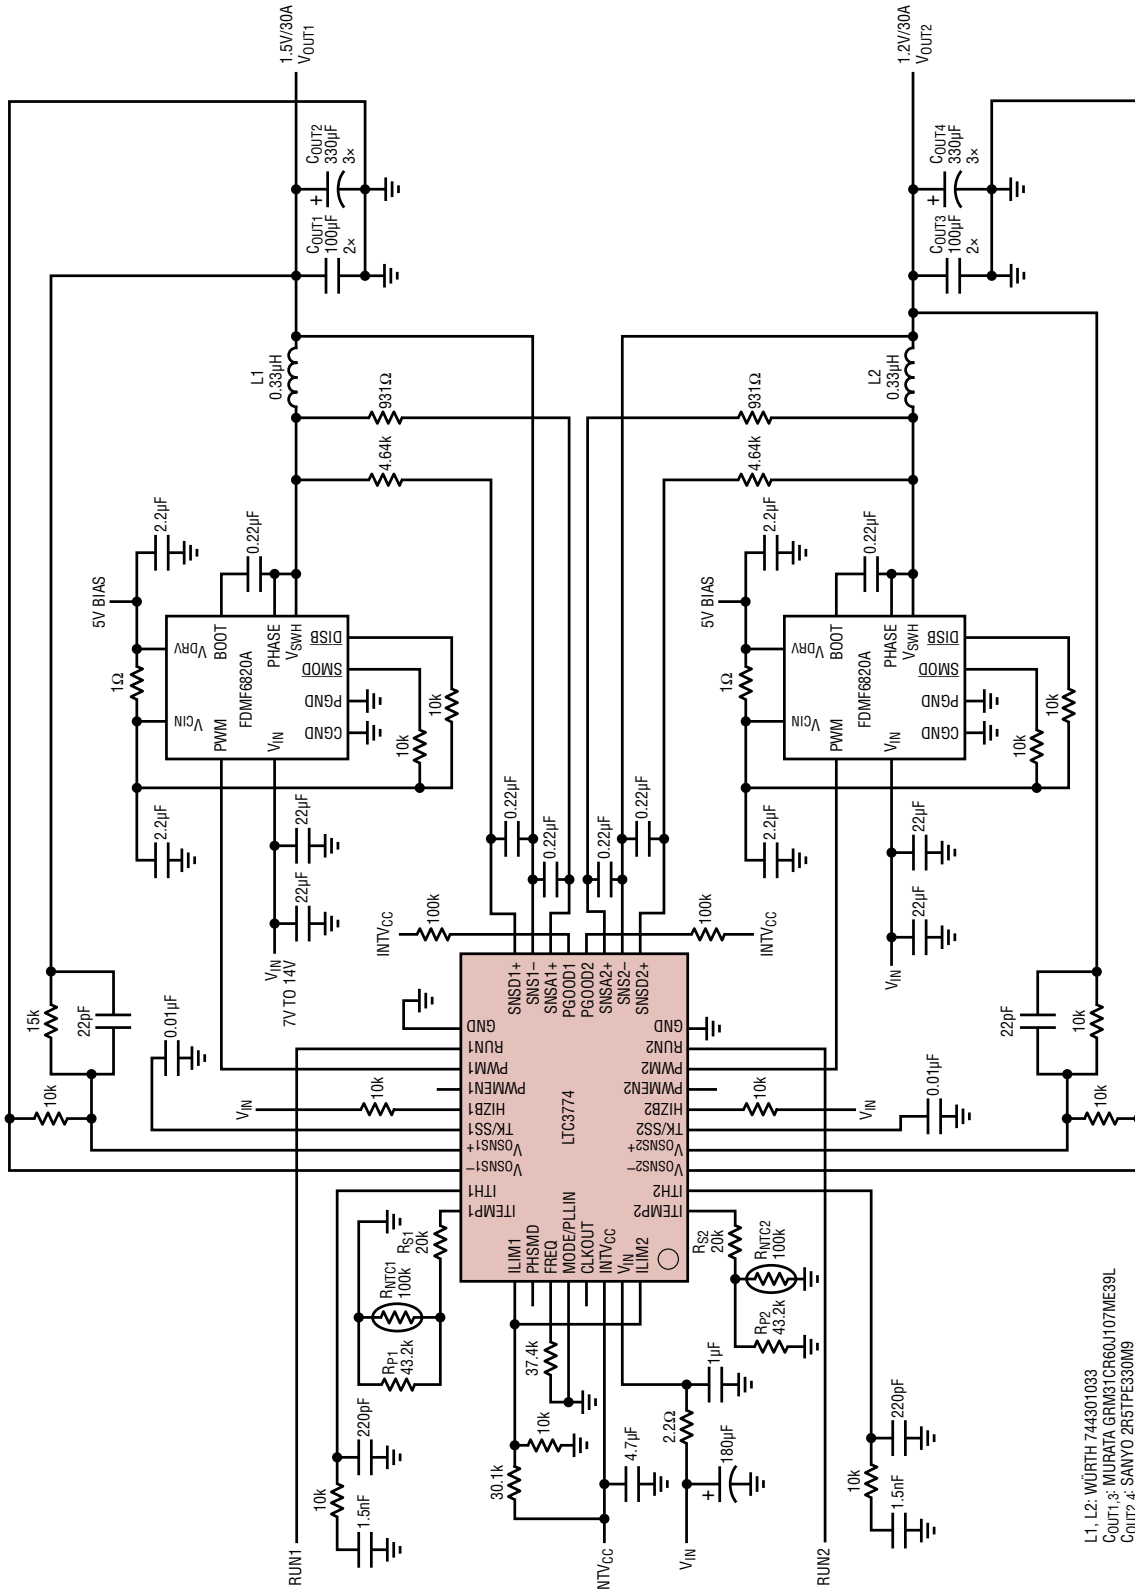 1.5V/30A
VOUT1
COUT2
330µF
3×
+
COUT1
100µF
2×
L1
0.33µH
931Ω
4.64k
5V BIAS
2.2µF
0.22µF
1Ω
VDRV
BOOT
PHASE
VSWH
DISB
SMOD
PGND
CGND
VCIN
PWM
VIN
FDMF6820A
10k
10k
2.2µF
22µF
22µF
VIN
7V TO 14V
0.22µF
0.22µF
INTVCC
100k
15k
22pF
10k
0.01µF
VIN
10k
1.2V/30A
VOUT2
COUT4
330µF
3×
+
COUT3
100µF
2×
L2
0.33µH
931Ω
4.64k
5V BIAS
2.2µF
0.22µF
1Ω
VDRV
BOOT
PHASE
VSWH
DISB
SMOD
PGND
CGND
VCIN
PWM
VIN
FDMF6820A
10k
10k
2.2µF
22µF
22µF
VIN
0.22µF
0.22µF
100k
INTVCC
22pF
10k
10k
0.01µF
10k
VIN
LTC3774
SNSD1+
SNS1–
SNSA1+
PGOOD1
PGOOD2
SNSA2+
SNS2–
SNSD2+
GND
RUN1
PWM1
PWMEN1
HIZB1
TK/SS1
VOSNS1+
VOSNS1–
ITH1
ITEMP1
GND
RUN2
PWM2
PWMEN2
HIZB2
TK/SS2
VOSNS2+
VOSNS2–
ITH2
ITEMP2
ILIM1
PHSMD
FREQ
MODE/PLLIN
CLKOUT
INTVCC
VIN
ILIM2
RS1
20k
RNTC1
100k
RP1
43.2k
220pF
10k
1.5nF
RUN1
37.4k
10k
30.1k
4.7µF
NTVCC
1µF
2.2Ω
180µF
+
VIN
RS2
20k
RNTC2
100k
RP2
43.2k
220pF
10k
1.5nF
RUN2
L1, L2: WÜRTH 744301033
COUT1,3: MURATA GRM31CR60J107ME39L
COUT2,4: SANYO 2R5TPE330M9